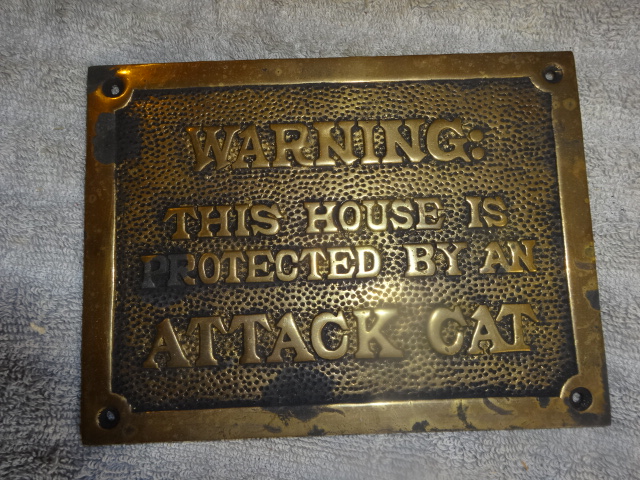 WARNING:
THIS HOUSE IS
PROTECTED BY AN
ATTACK CAT